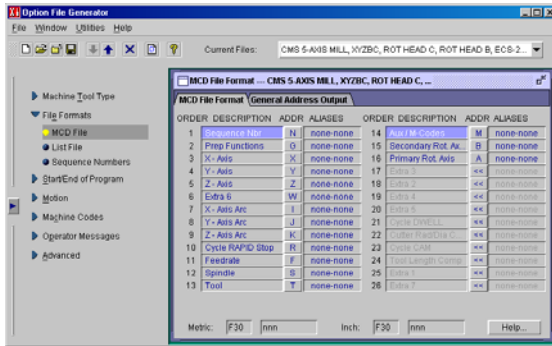 Option File Generator
File Window Utilities Help
Current Files: CMS 5-AXIS MILL, XYZBC, ROT HEAD C, ROT HEAD B, ECS-2...
Machine Tool Type
File Formats
MCD File
List File
Sequence Numbers
Start/End of Program
Motion
Machine Codes
Operator Messages
Advanced
MCD File Format --- CMS 5-AXIS MILL, XYZBC, ROT HEAD C, ...
MCD File Format General Address Output
ORDER DESCRIPTION ADDR ALIASES ORDER DESCRIPTION ADDR ALIASES
1 Sequence Nbr N none-none 14 Aux / M-Codes M none-none
2 Prep Functions G none-none 15 Secondary Rot. Ax... B none-none
3 X - Axis X none-none 16 Primary Rot. Axis A none-none
4 Y - Axis Y none-none 17 Extra 3 << none-none
5 Z - Axis Z none-none 18 Extra 2 << none-none
6 Extra 6 W none-none 19 Extra 4 << none-none
7 X - Axis Arc I none-none 20 << none-none
8 Y - Axis Arc J none-none 21 Cycle DWELL << none-none
9 Z - Axis Arc K none-none 22 Cutter Rad/Dia C... << none-none
10 Cycle RAPID Stop R none-none 23 Cycle CAM << none-none
11 Feedrate F none-none 24 Tool Length Comp << none-none
12 Spindle S none-none 25 Extra 1 << none-none
13 Tool T none-none 26 Extra 7 << none-none
Metric: F30 nnn Inch: F30 nnn Help...